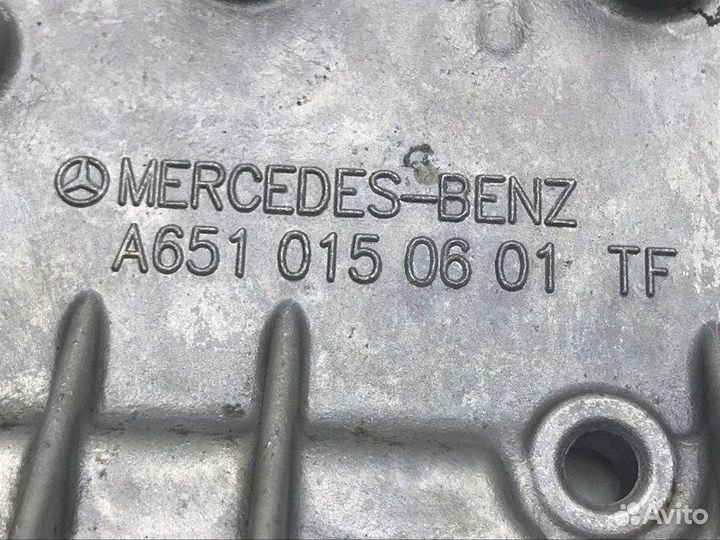 MERCEDES-BENZ
A651 015 06 01 TF
Avito